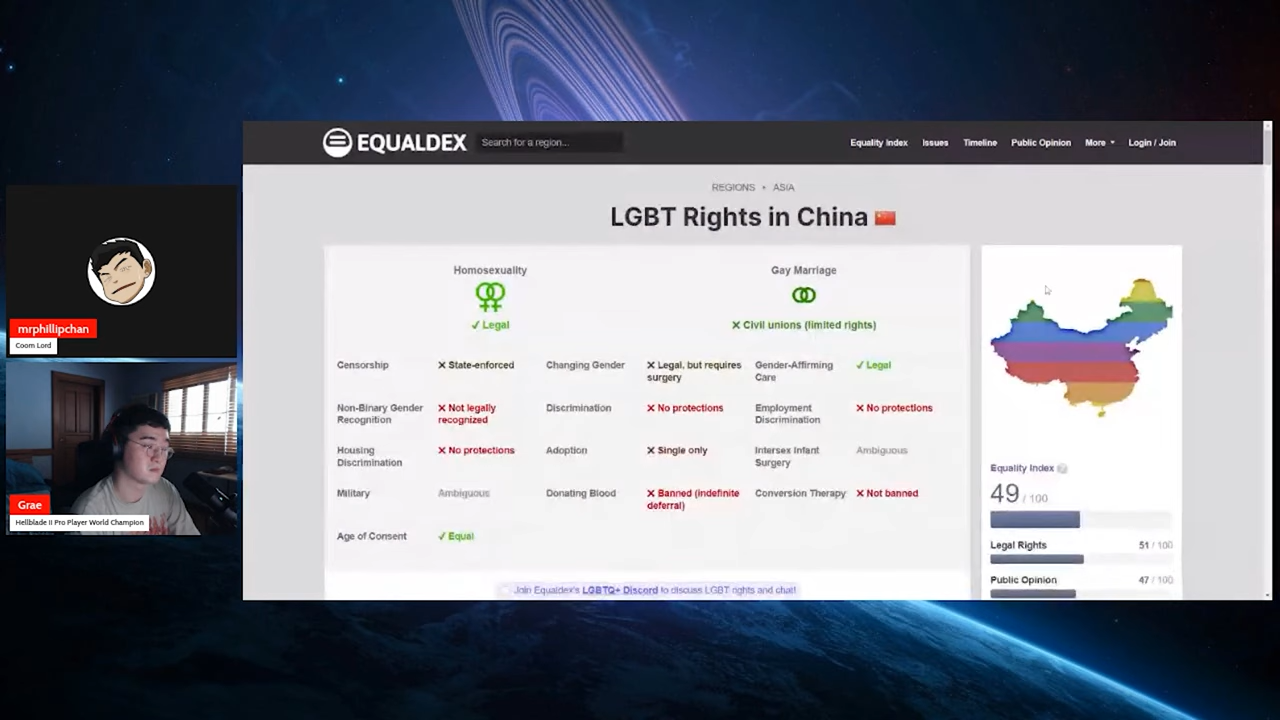 EQUALDEX
Search for a region...
Equality Index
Issues
Timeline
Public Opinion
More
Login / Join
REGIONS • ASIA
LGBT Rights in China
Homosexuality
✓ Legal
Gay Marriage
✕ Civil unions (limited rights)
Censorship
✕ State-enforced
Changing Gender
✕ Legal, but requires
surgery
Gender-Affirming
Care
✓ Legal
Non-Binary Gender
Recognition
✕ Not legally
recognized
Discrimination
✕ No protections
Employment
Discrimination
✕ No protections
Housing
Discrimination
✕ No protections
Adoption
✕ Single only
Intersex Infant
Surgery
Ambiguous
Military
Ambiguous
Donating Blood
✕ Banned (indefinite
deferral)
Conversion Therapy
✕ Not banned
Age of Consent
✓ Equal
Join Equaldex's LGBTQ+ Discord to discuss LGBT rights and chat!
Equality Index
49 / 100
Legal Rights
51 / 100
Public Opinion
47 / 100
mrphillipchan
Coom Lord
Grae
Hellblade II Pro Player World Champion